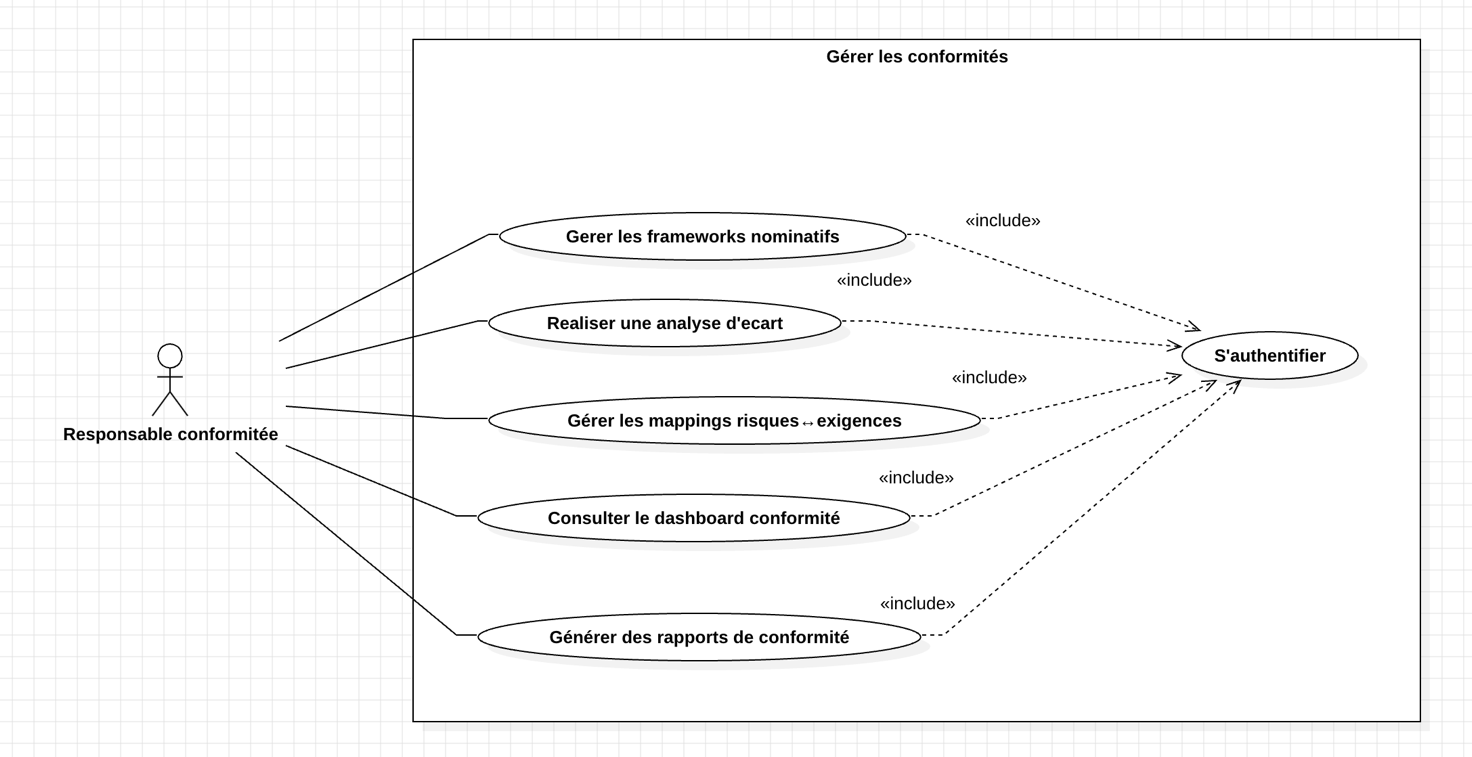 Gérer les conformités
«include»
Gerer les frameworks nominatifs
«include»
Realiser une analyse d'ecart
S'authentifier
«include»
Gérer les mappings risques↔exigences
Responsable conformitée
«include»
Consulter le dashboard conformité
«include»
Générer des rapports de conformité